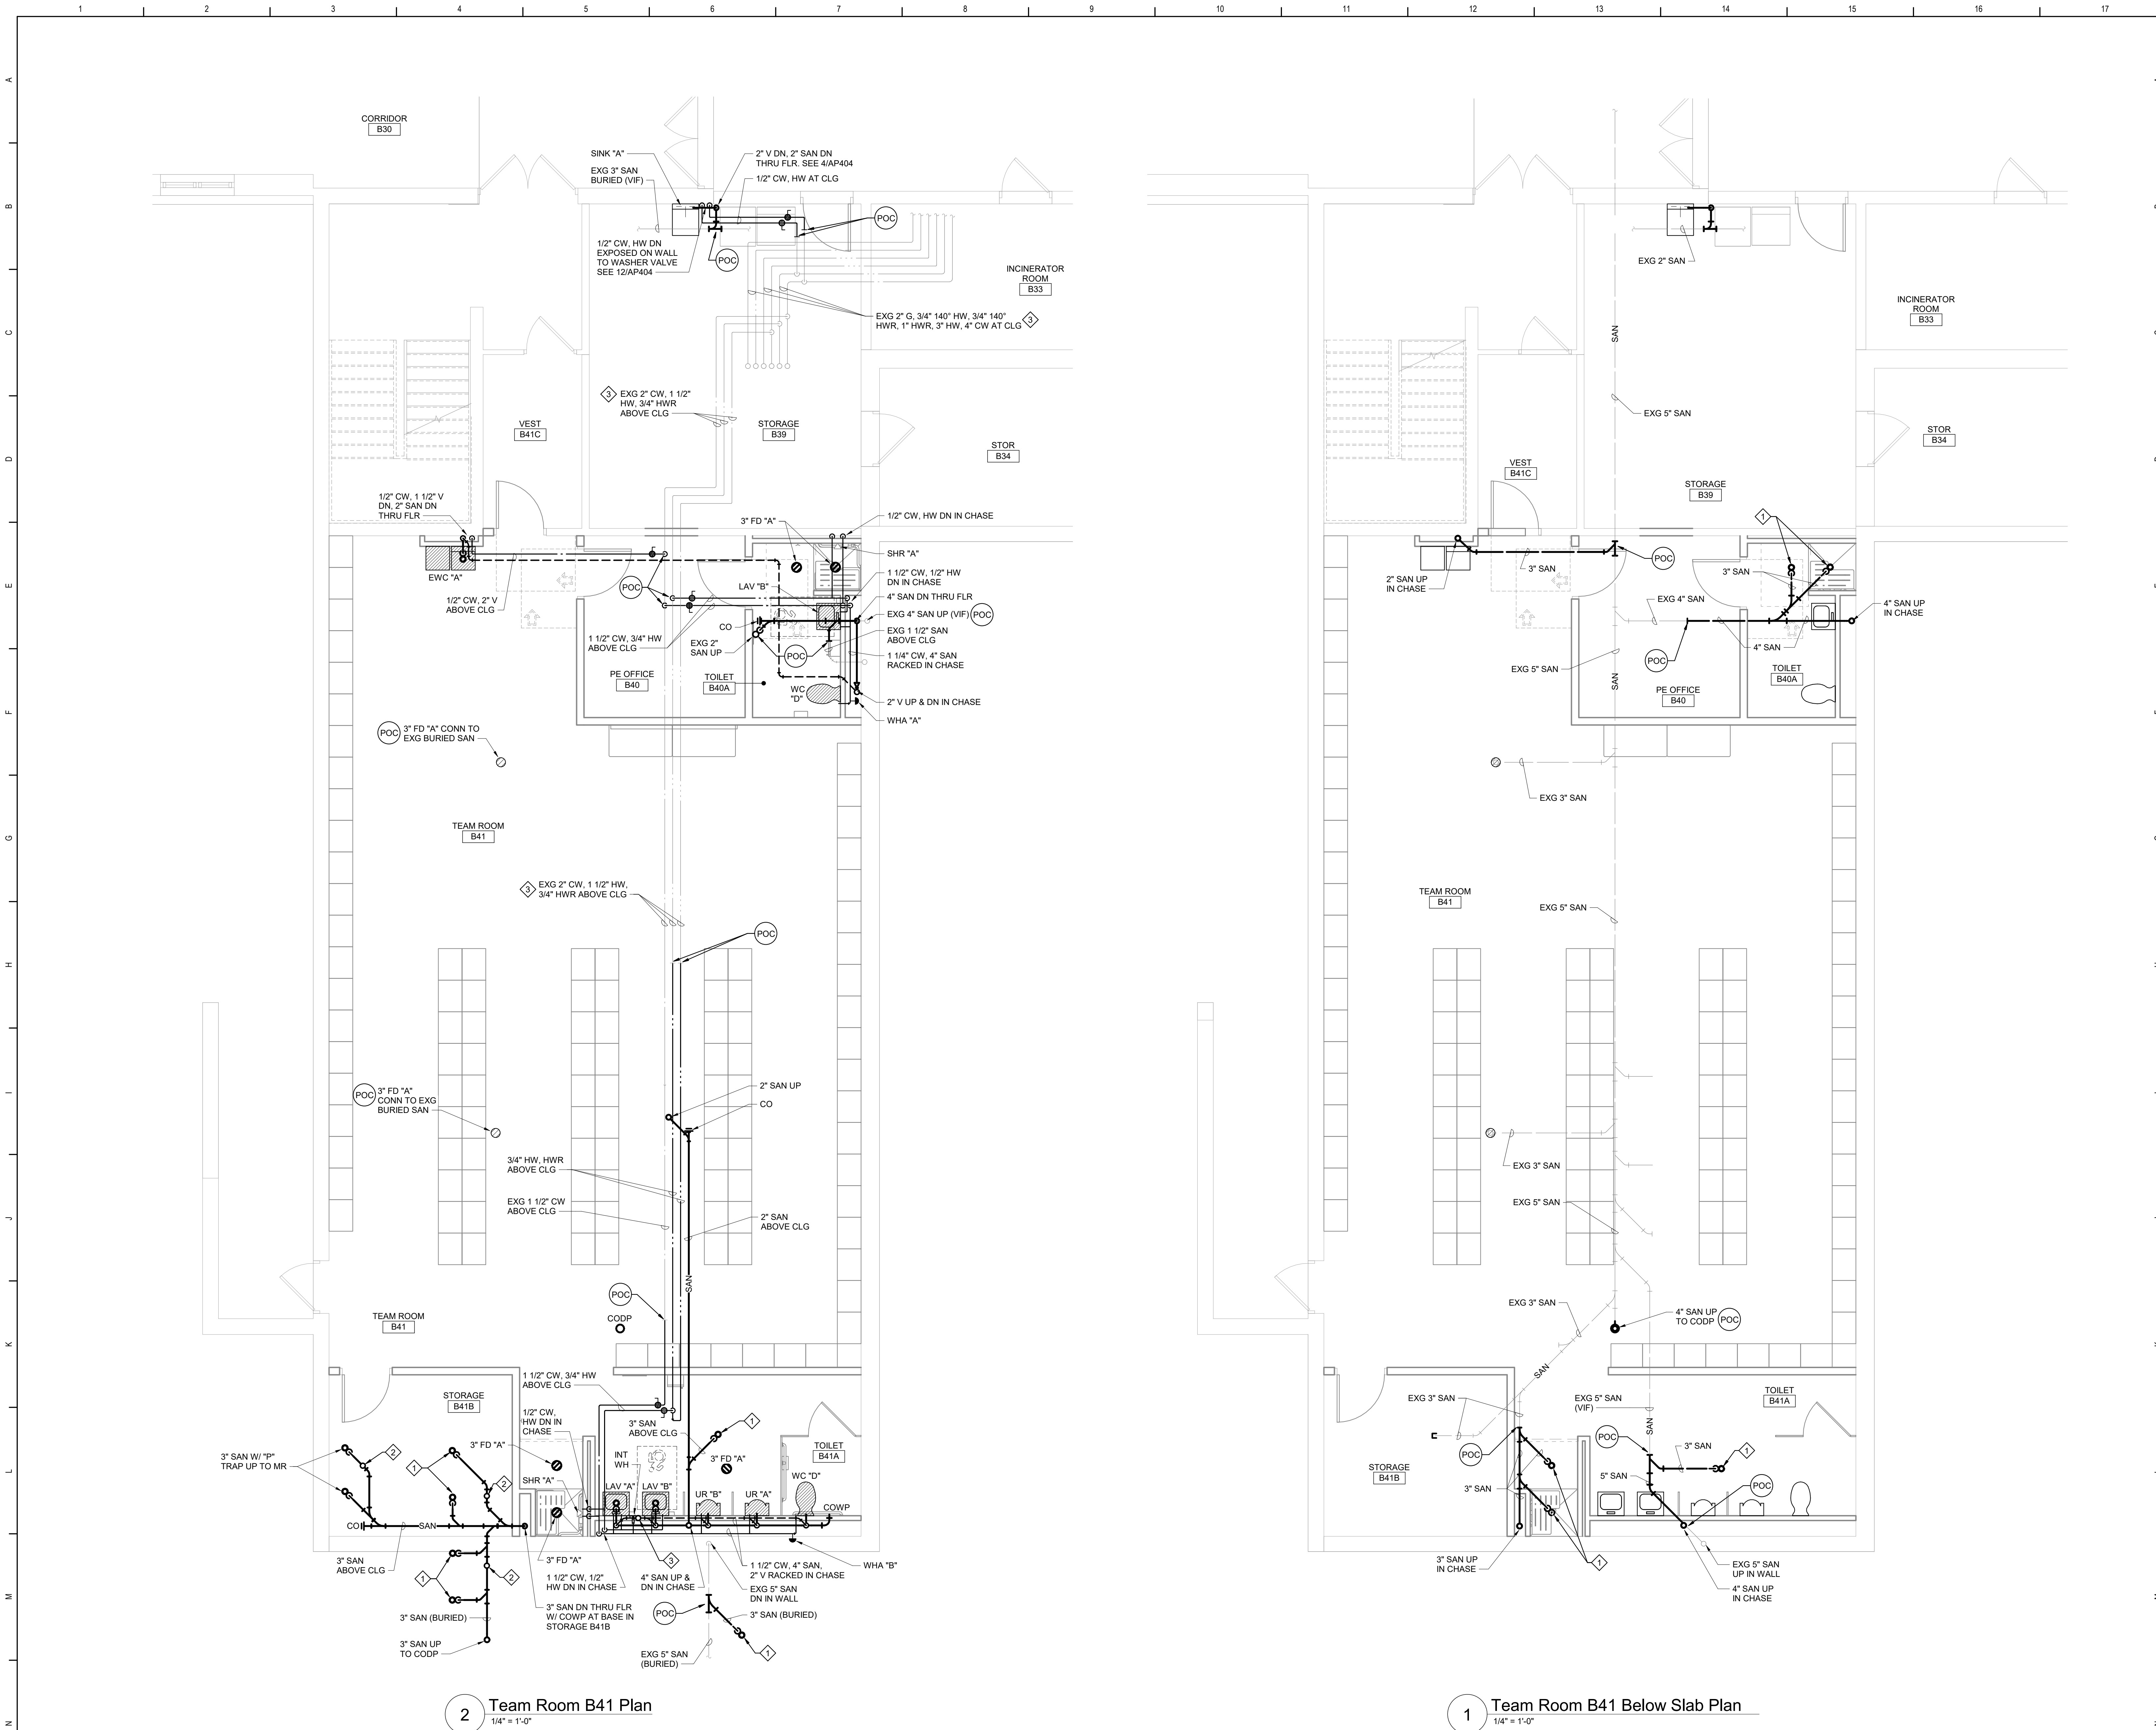 1 2 3 4 5 6 7 8 9 10 11 12 13 14 15 16 17
A
B
C
D
E
F
G
H
I
J
K
L
M
N
CORRIDOR
B30
SINK "A"
EXG 3" SAN
BURIED (VIF)
2" V DN, 2" SAN DN
THRU FLR. SEE 4/AP404
1/2" CW, HW AT CLG
POC
1/2" CW, HW DN
EXPOSED ON WALL
TO WASHER VALVE
SEE 12/AP404
POC
INCINERATOR
ROOM
B33
EXG 2" G, 3/4" 140° HW, 3/4" 140°
HWR, 1" HWR, 3" HW, 4" CW AT CLG
3
3
EXG 2" CW, 1 1/2"
HW, 3/4" HWR
ABOVE CLG
VEST
B41C
STORAGE
B39
STOR
B34
1/2" CW, 1 1/2" V
DN, 2" SAN DN
THRU FLR
3" FD "A"
1/2" CW, HW DN IN CHASE
SHR "A"
EWC "A"
POC
LAV "B"
1 1/2" CW, 1/2" HW
DN IN CHASE
4" SAN DN THRU FLR
1/2" CW, 2" V
ABOVE CLG
EXG 4" SAN UP (VIF)
POC
CO
EXG 1 1/2" SAN
ABOVE CLG
1 1/2" CW, 3/4" HW
ABOVE CLG
EXG 2"
SAN UP
POC
1 1/4" CW, 4" SAN
RACKED IN CHASE
PE OFFICE
B40
TOILET
B40A
WC
"D"
2" V UP & DN IN CHASE
WHA "A"
POC
3" FD "A" CONN TO
EXG BURIED SAN
TEAM ROOM
B41
3
EXG 2" CW, 1 1/2" HW,
3/4" HWR ABOVE CLG
POC
POC
3" FD "A"
CONN TO EXG
BURIED SAN
2" SAN UP
CO
3/4" HW, HWR
ABOVE CLG
EXG 1 1/2" CW
ABOVE CLG
2" SAN
ABOVE CLG
SAN
POC
CODP
TEAM ROOM
B41
1 1/2" CW, 3/4" HW
ABOVE CLG
STORAGE
B41B
1/2" CW,
HW DN IN
CHASE
3" SAN
ABOVE CLG
1
TOILET
B41A
3" SAN W/ "P"
TRAP UP TO MR
2
1
2
3" FD "A"
INT
WH
3" FD "A"
SHR "A"
LAV "A"
LAV "B"
UR "B"
UR "A"
WC "D"
COWP
CO
SAN
3" SAN
ABOVE CLG
1
2
3" FD "A"
3
WHA "B"
1 1/2" CW, 1/2"
HW DN IN CHASE
4" SAN UP &
DN IN CHASE
1 1/2" CW, 4" SAN,
2" V RACKED IN CHASE
EXG 5" SAN
DN IN WALL
3" SAN (BURIED)
3" SAN DN THRU FLR
W/ COWP AT BASE IN
STORAGE B41B
POC
3" SAN (BURIED)
3" SAN UP
TO CODP
EXG 5" SAN
(BURIED)
1
2
Team Room B41 Plan
1/4" = 1'-0"
EXG 2" SAN
INCINERATOR
ROOM
B33
SAN
EXG 5" SAN
STOR
B34
VEST
B41C
STORAGE
B39
1
POC
3" SAN
3" SAN
2" SAN UP
IN CHASE
EXG 4" SAN
4" SAN UP
IN CHASE
4" SAN
POC
EXG 5" SAN
TOILET
B40A
SAN
PE OFFICE
B40
EXG 3" SAN
TEAM ROOM
B41
EXG 5" SAN
EXG 3" SAN
EXG 5" SAN
EXG 3" SAN
4" SAN UP
TO CODP
POC
SAN
EXG 3" SAN
EXG 5" SAN
(VIF)
TOILET
B41A
SAN
POC
POC
3" SAN
1
STORAGE
B41B
5" SAN
POC
3" SAN
3" SAN UP
IN CHASE
1
EXG 5" SAN
UP IN WALL
4" SAN UP
IN CHASE
1
Team Room B41 Below Slab Plan
1/4" = 1'-0"